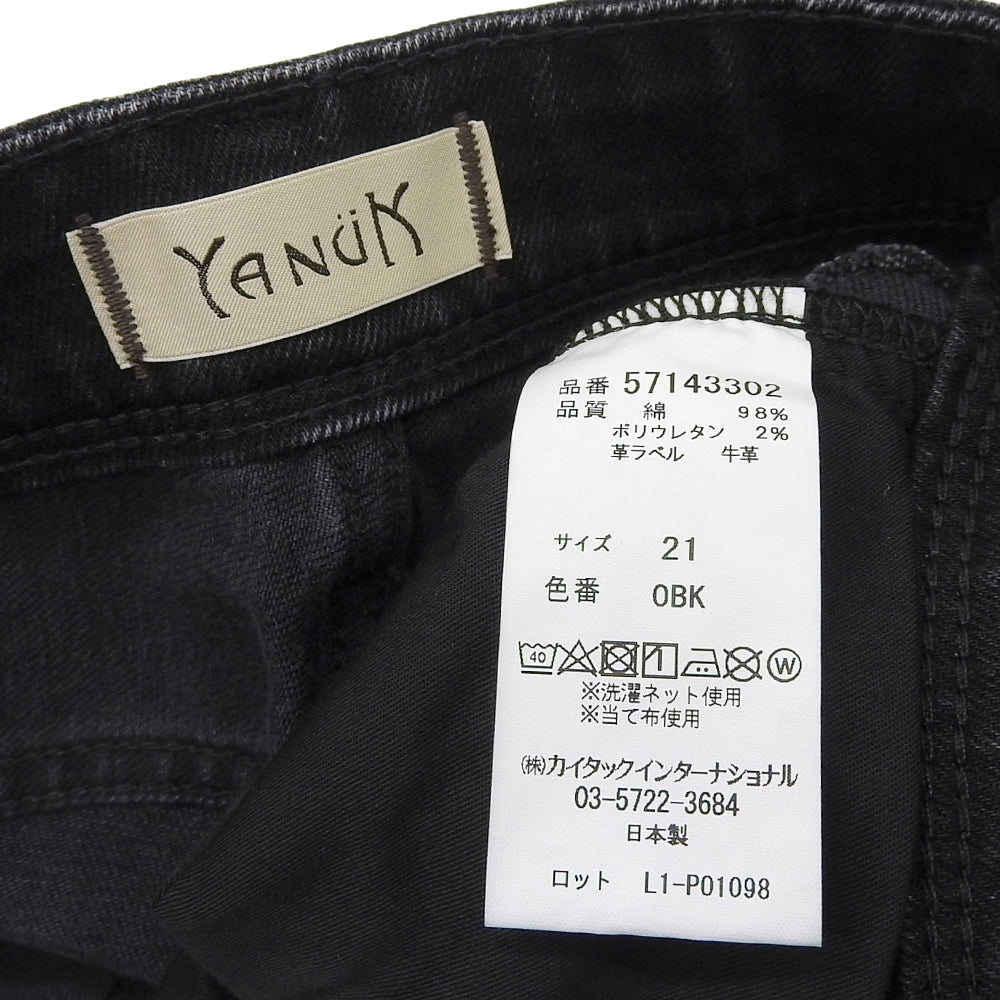 YANÜK
品番 57143302
品質 綿 98%
ポリウレタン 2%
革ラベル 牛革
サイズ 21
色番 OBK
40 W
※洗濯ネット使用
※当て布使用
(株)カイタックインターナショナル
03-5722-3684
日本製
ロット L1-P01098